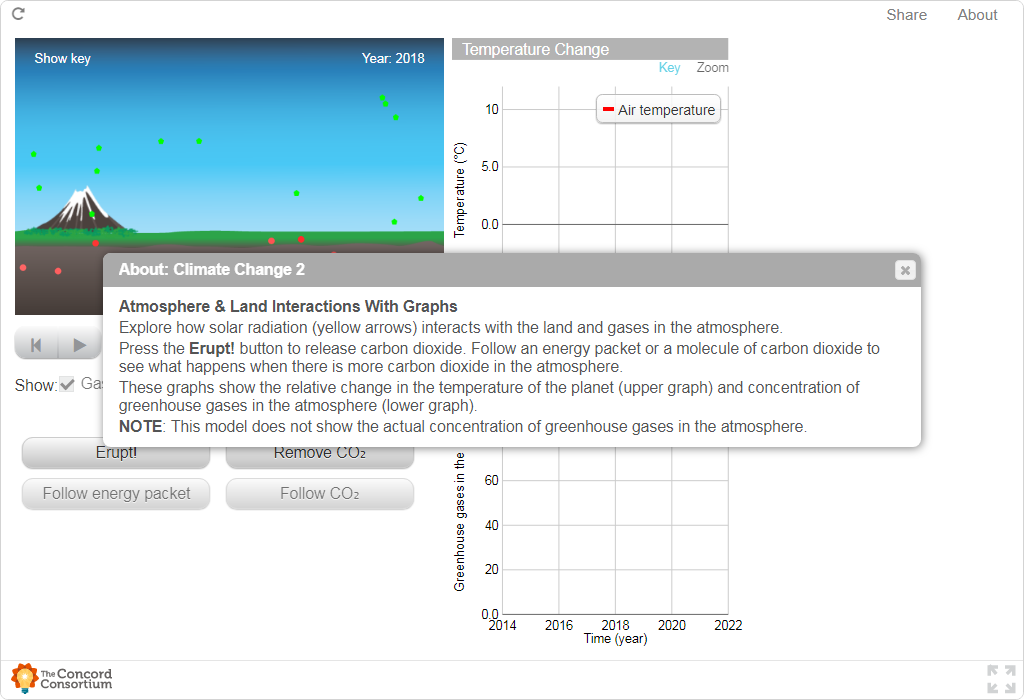 Share
About
Show key
Year: 2018
Temperature Change
Key
Zoom
Air temperature
10
5.0
0.0
Temperature (°C)
About: Climate Change 2
Atmosphere & Land Interactions With Graphs
Explore how solar radiation (yellow arrows) interacts with the land and gases in the atmosphere.
Press the Erupt! button to release carbon dioxide. Follow an energy packet or a molecule of carbon dioxide to
see what happens when there is more carbon dioxide in the atmosphere.
These graphs show the relative change in the temperature of the planet (upper graph) and concentration of
greenhouse gases in the atmosphere (lower graph).
NOTE: This model does not show the actual concentration of greenhouse gases in the atmosphere.
Show:
Gas
Erupt!
Remove CO₂
Follow energy packet
Follow CO₂
Greenhouse gases in the
60
40
20
0.0
2014
2016
2018
2020
2022
Time (year)
The Concord
Consortium